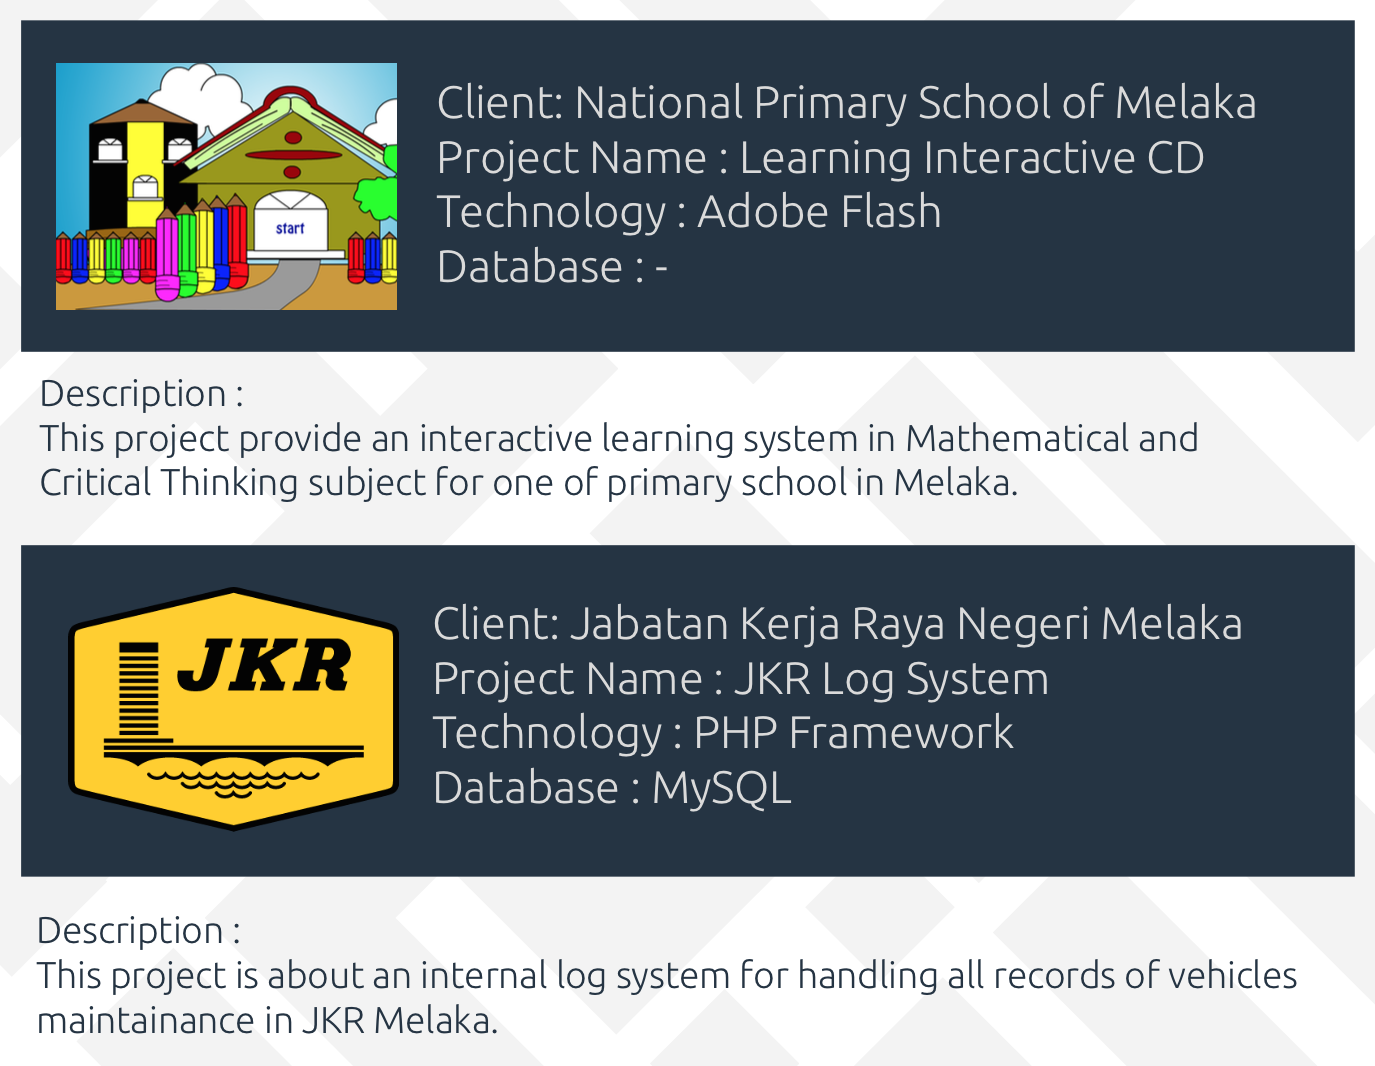 start
Client: National Primary School of Melaka
Project Name : Learning Interactive CD
Technology : Adobe Flash
Database : -
Description :
This project provide an interactive learning system in Mathematical and
Critical Thinking subject for one of primary school in Melaka.
JKR
Client: Jabatan Kerja Raya Negeri Melaka
Project Name : JKR Log System
Technology : PHP Framework
Database : MySQL
Description :
This project is about an internal log system for handling all records of vehicles
maintainance in JKR Melaka.